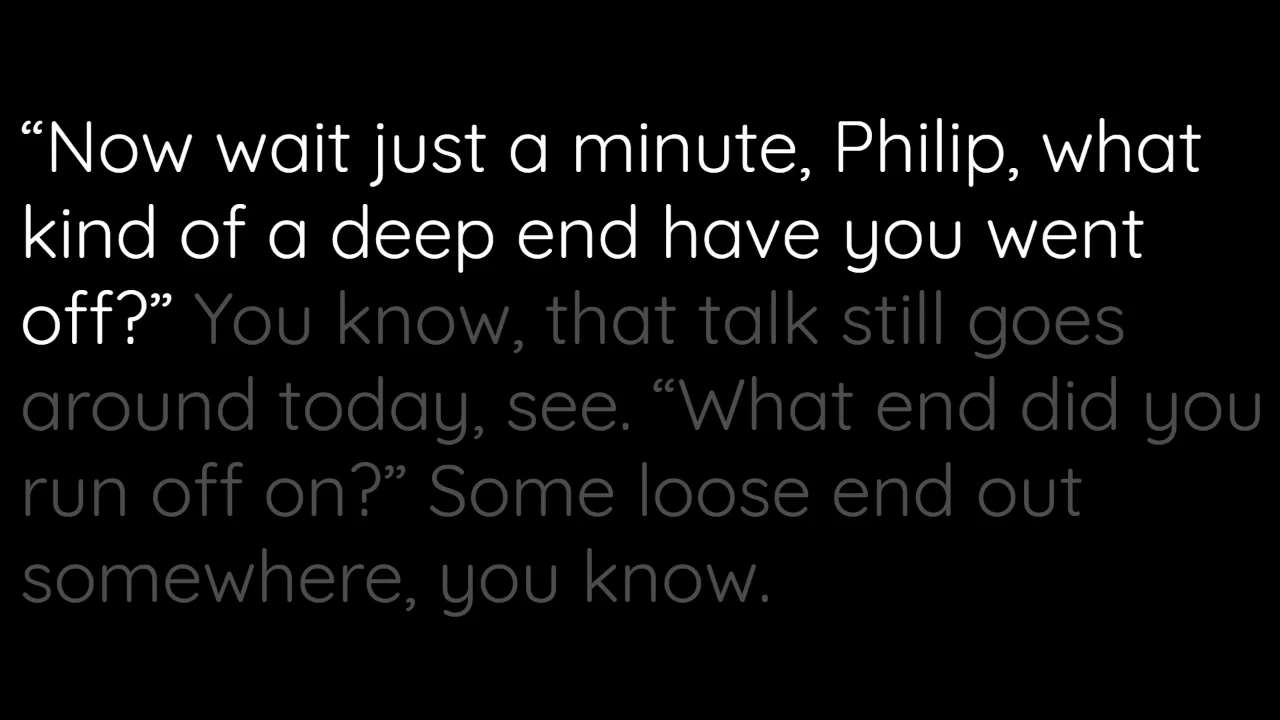 “Now wait just a minute, Philip, what
kind of a deep end have you went
off?” You know, that talk still goes
around today, see. “What end did you
run off on?” Some loose end out
somewhere, you know.